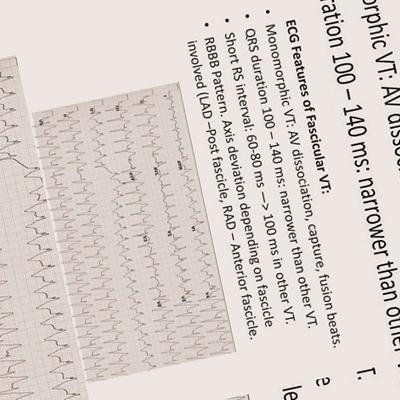 ECG Features of Fascicular VT:
• Monomorphic VT: AV dissociation, capture, fusion beats.
• QRS duration 100 – 140 ms: narrower than other VT.
• Short RS interval: 60-80 ms —> 100 ms in other VT.
• RBBB Pattern. Axis deviation depending on fascicle
involved (LAD –Post fascicle, RAD – Anterior fascicle.
orphic VT: AV
ration 100 – 140 ms: narrower than other